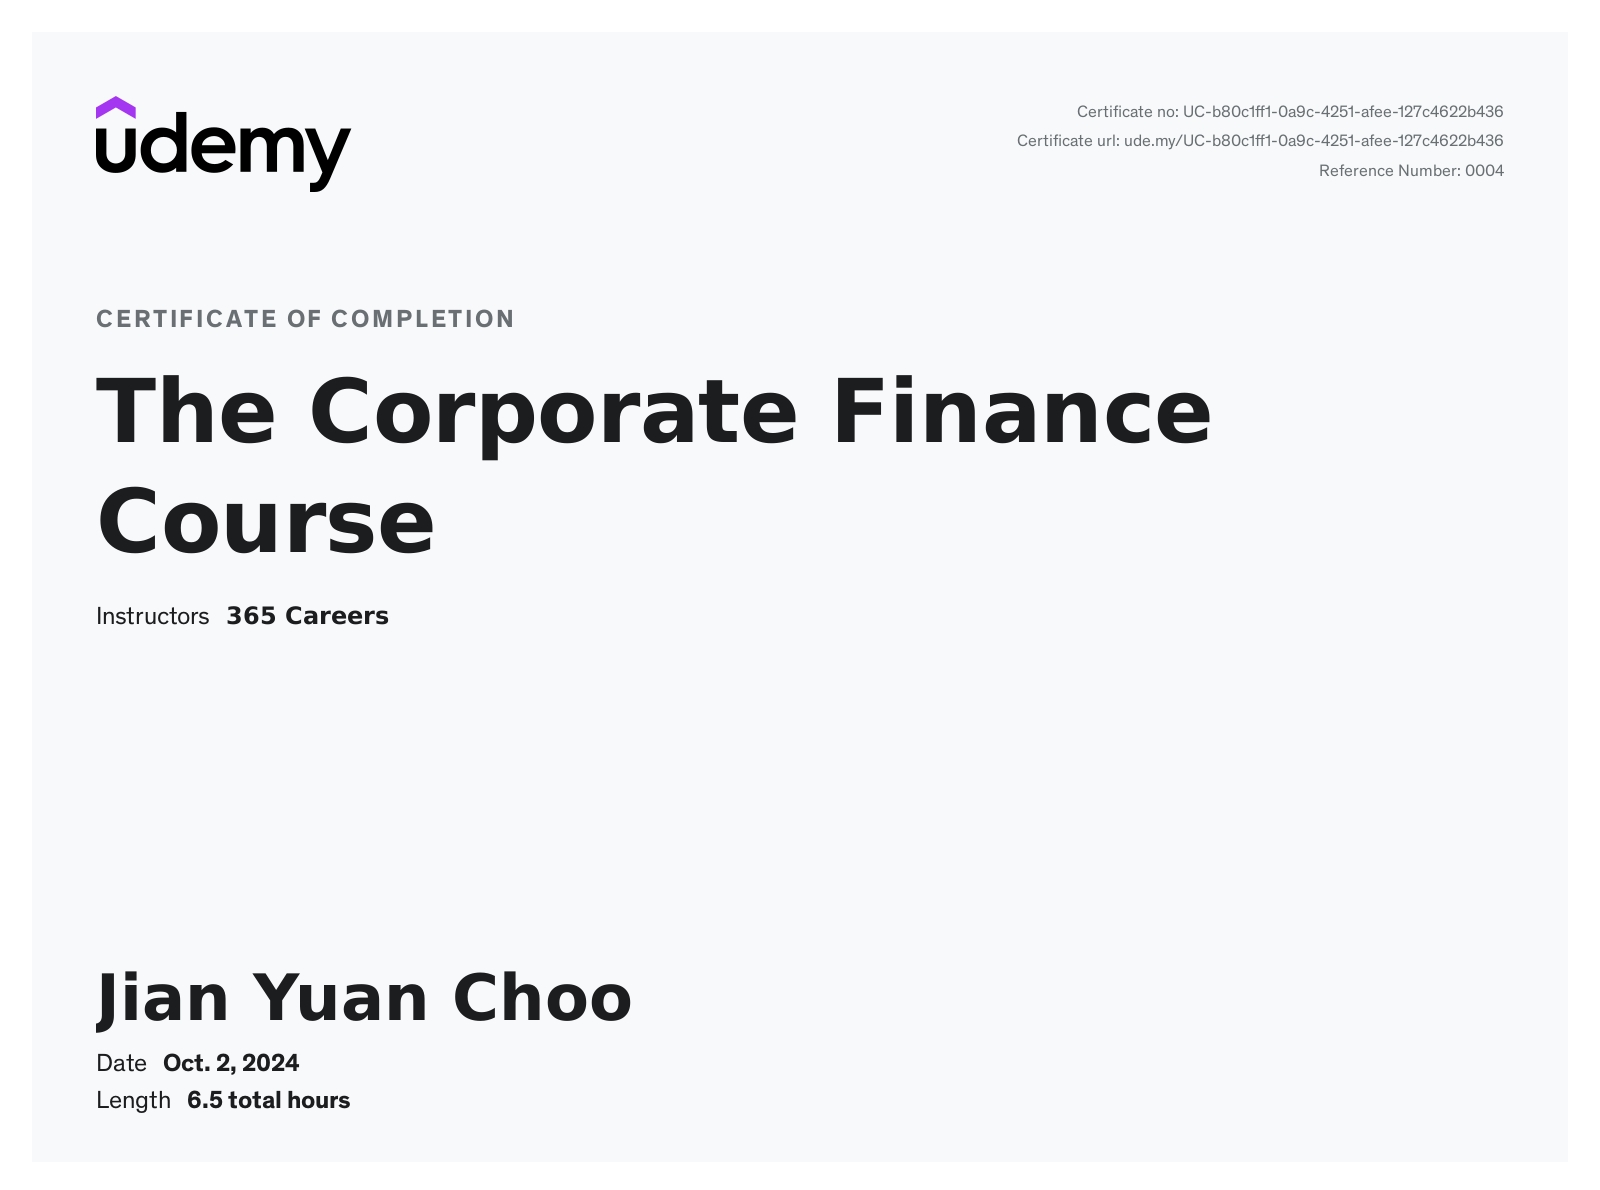 udemy
Certificate no: UC-b80c1ff1-0a9c-4251-afee-127c4622b436
Certificate url: ude.my/UC-b80c1ff1-0a9c-4251-afee-127c4622b436
Reference Number: 0004
CERTIFICATE OF COMPLETION
The Corporate Finance
Course
Instructors 365 Careers
Jian Yuan Choo
Date Oct. 2, 2024
Length 6.5 total hours